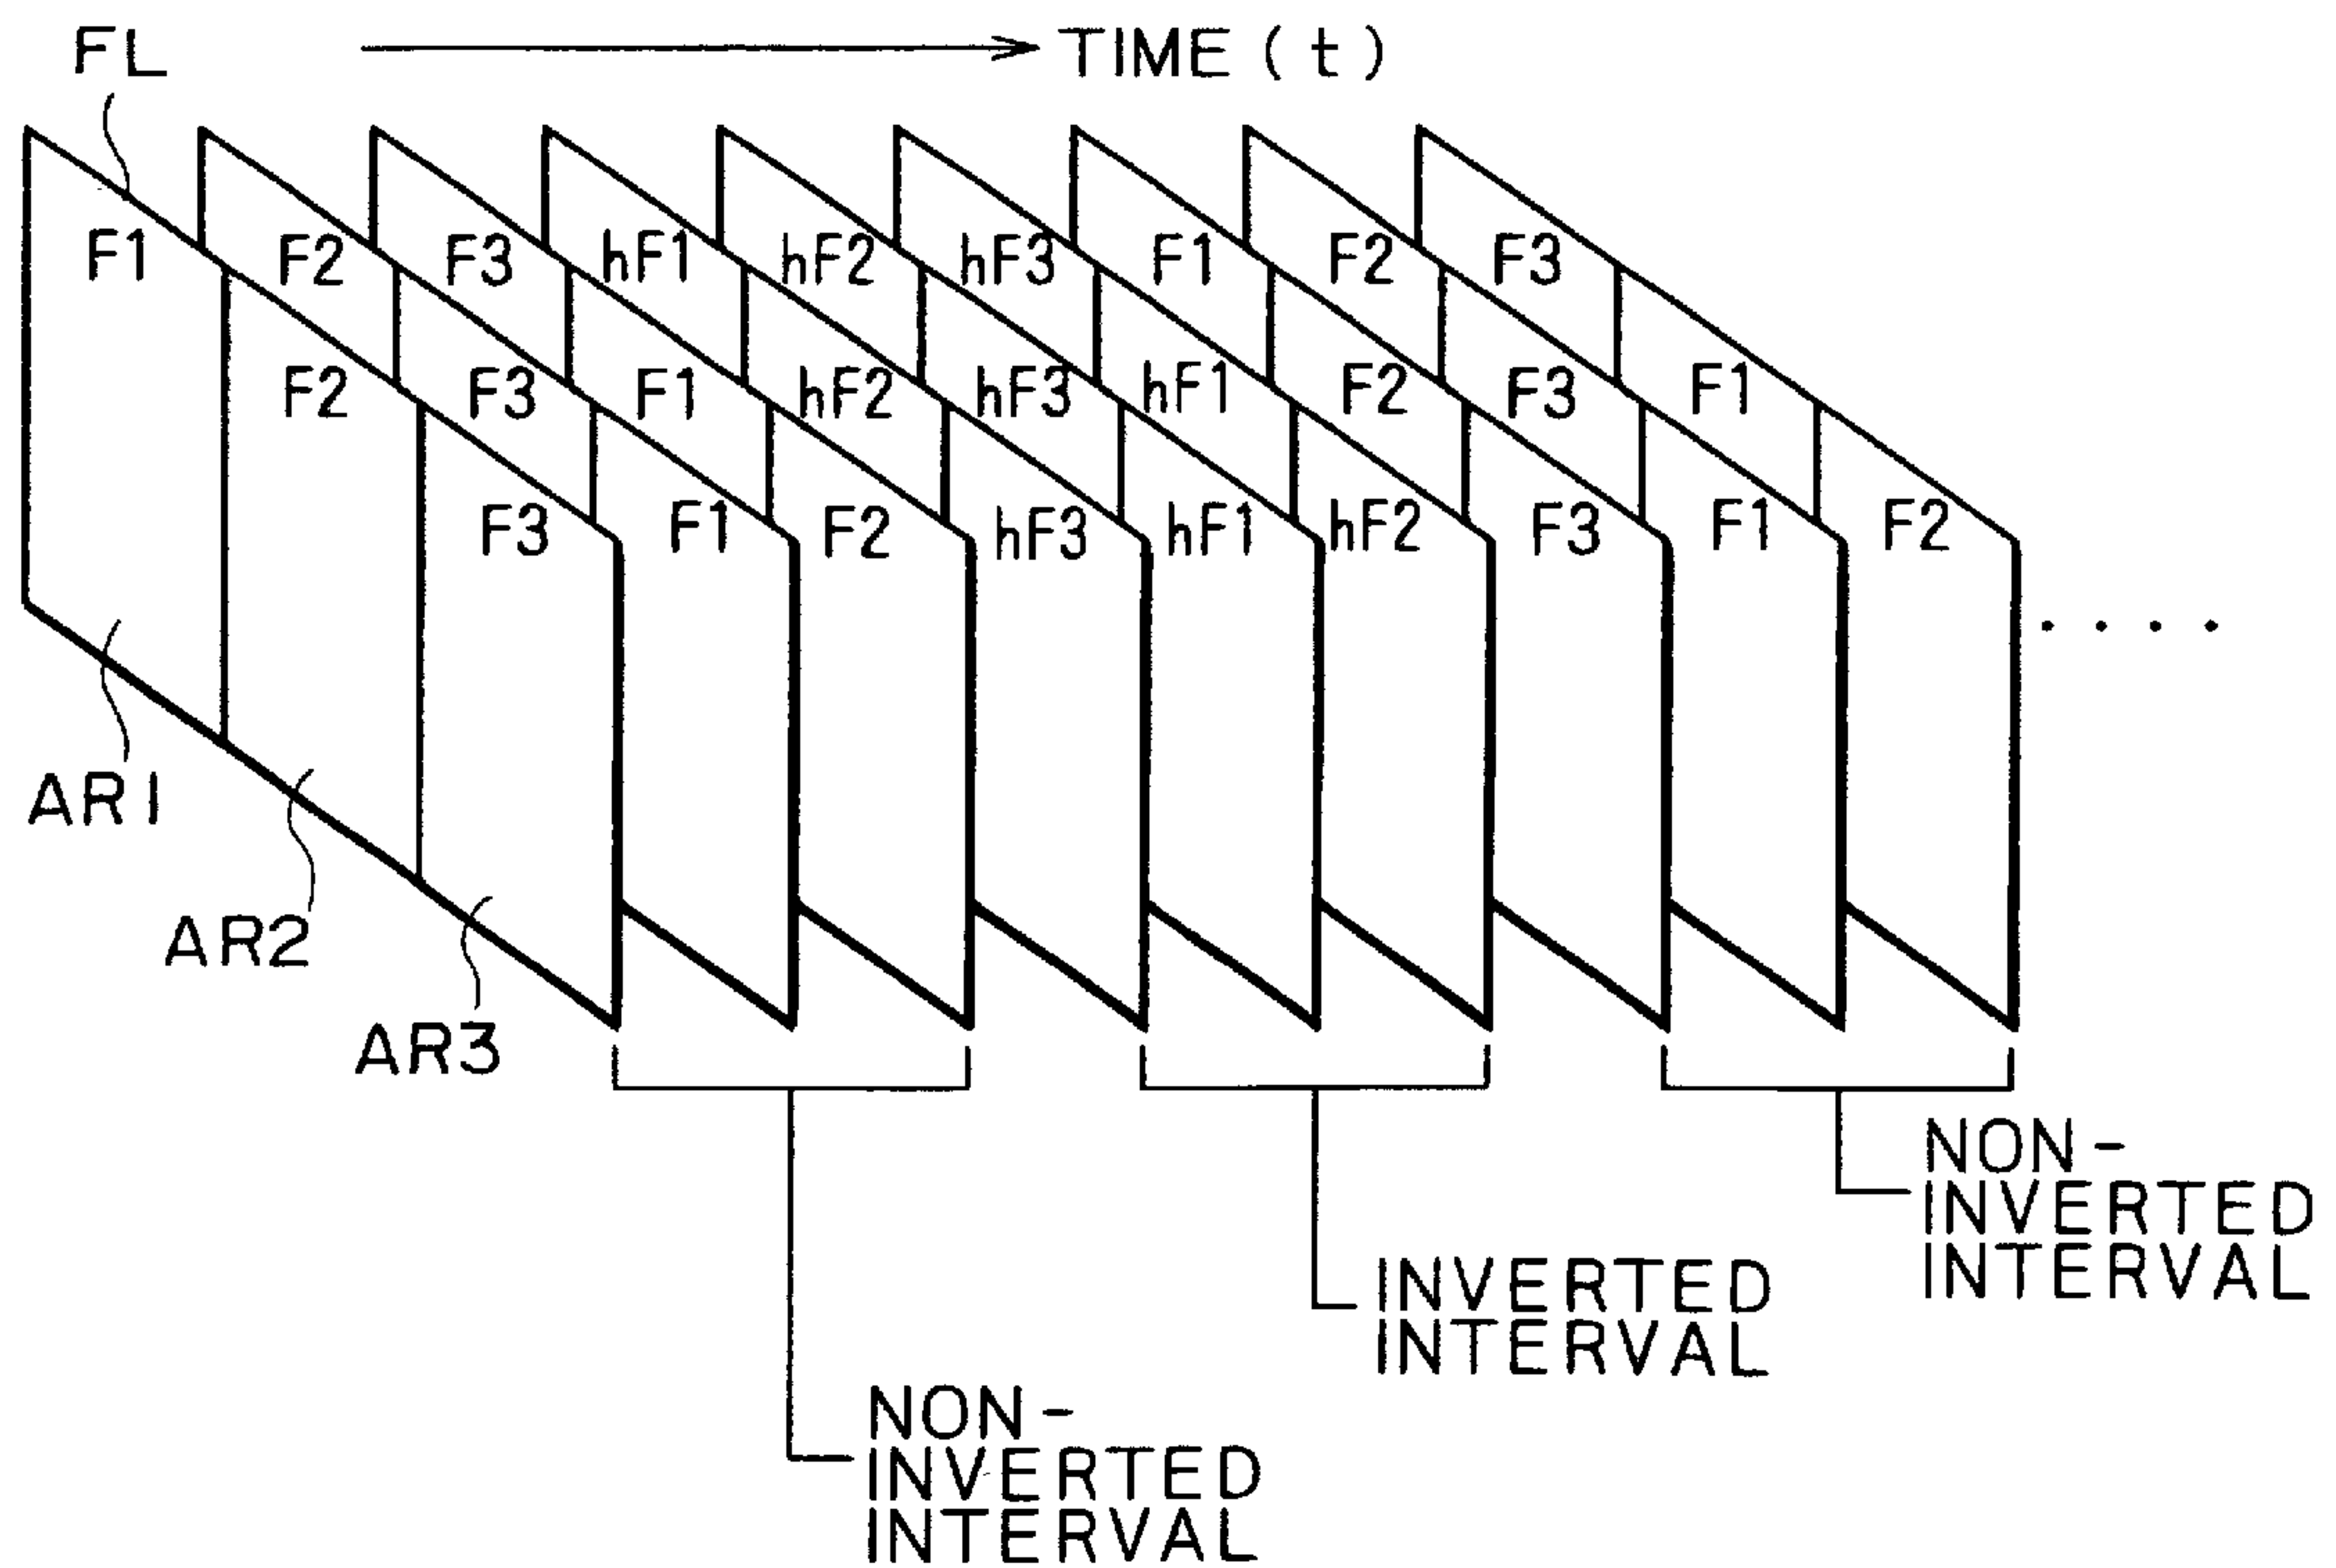 FL
TIME (t)
F1 F2 F3 hF1 hF2 hF3 F1 F2 F3
F2 F3 F1 hF2 hF3 hF1 F2 F3 F1
F3 F1 F2 hF3 hF1 hF2 F3 F1 F2
. . . .
AR1
AR2
AR3
NON-
INVERTED
INTERVAL
INVERTED
INTERVAL
NON-
INVERTED
INTERVAL